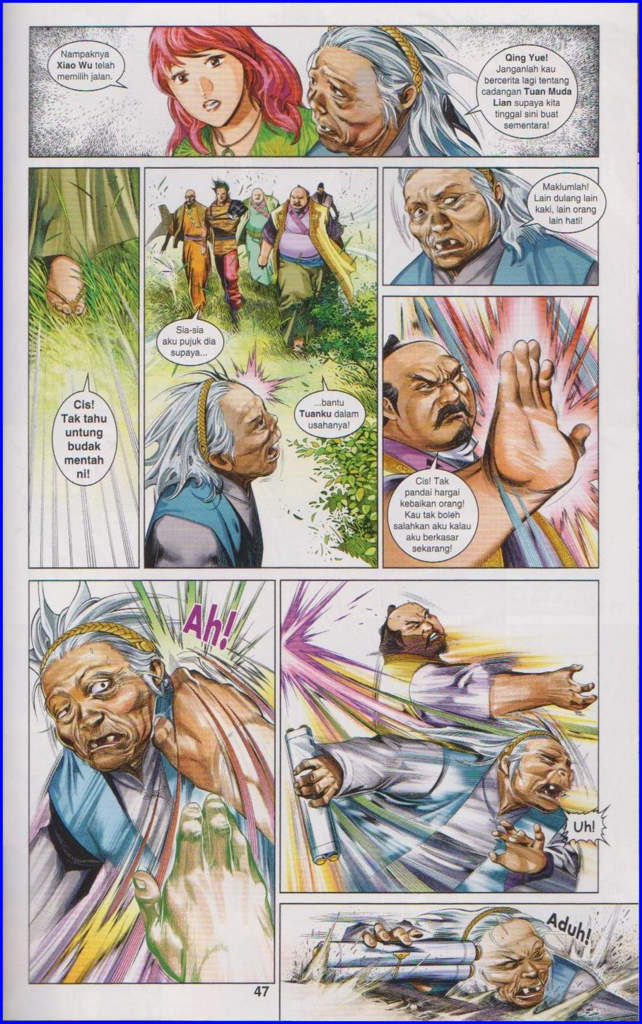 Nampaknya
Xiao Wu telah
memilih jalan.
Qing Yue!
Janganlah kau
bercerita lagi tentang
cadangan Tuan Muda
Lian supaya kita
tinggal sini buat
sementara!
Cis!
Tak tahu
untung
budak
mentah
ni!
Sia-sia
aku pujuk dia
supaya...
...bantu
Tuanku dalam
usahanya!
Maklumlah!
Lain dulang lain
kaki, lain orang
lain hati!
Cis! Tak
pandai hargai
kebaikan orang!
Kau tak boleh
salahkan aku kalau
aku berkasar
sekarang!
Ah!
Uh!
Aduh!
47